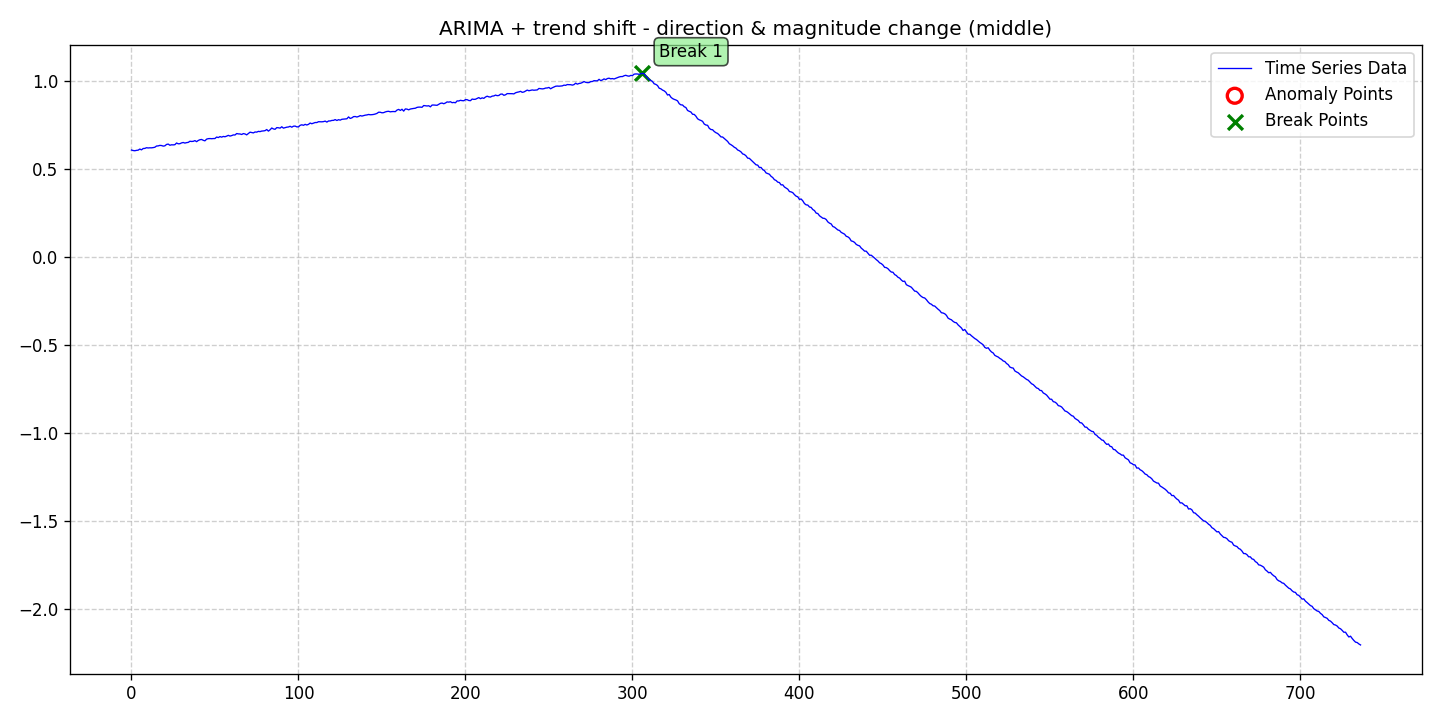 ARIMA + trend shift - direction & magnitude change (middle)
Break 1
Time Series Data
Anomaly Points
Break Points
1.0
0.5
0.0
−0.5
−1.0
−1.5
−2.0
0 100 200 300 400 500 600 700